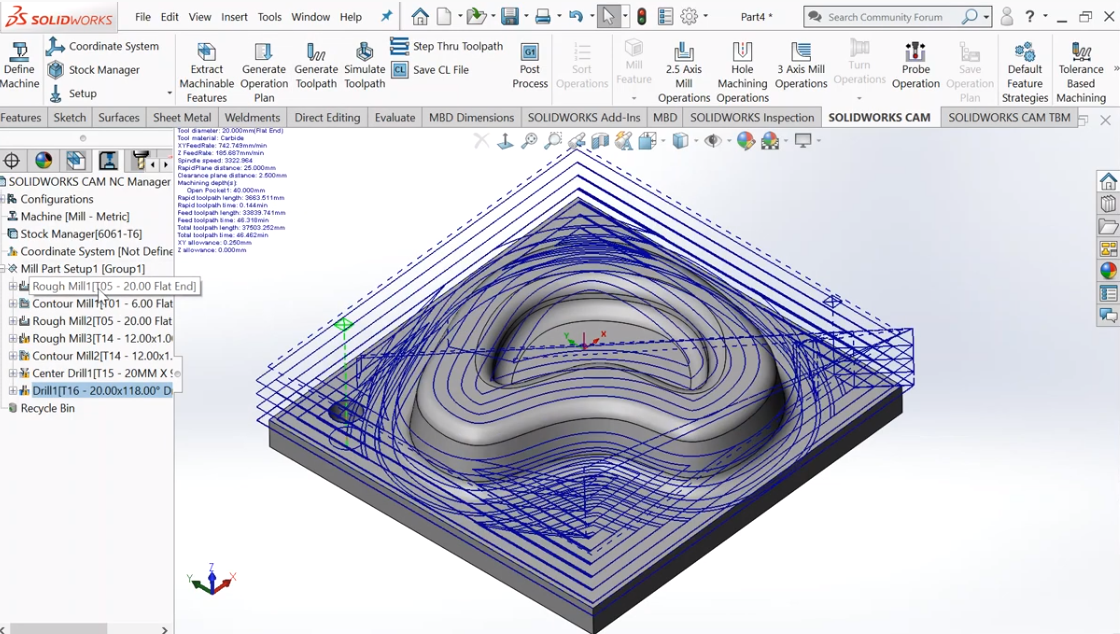 SOLIDWORKS File Edit View Insert Tools Window Help Part4 * Search Community Forum
Define Machine
Coordinate System
Stock Manager
Setup
Extract Machinable Features
Generate Operation Plan
Generate Toolpath
Simulate Toolpath
Step Thru Toolpath
Save CL File
G1
CL
Post Process
Sort Operations
Mill Feature
2.5 Axis Mill Operations
Hole Machining Operations
3 Axis Mill Operations
Turn Operations
Probe Operation
Save Operation Plan
Default Feature Strategies
Tolerance Based Machining
Features Sketch Surfaces Sheet Metal Weldments Direct Editing Evaluate MBD Dimensions SOLIDWORKS Add-Ins MBD SOLIDWORKS Inspection SOLIDWORKS CAM SOLIDWORKS CAM TBM
Tool diameter: 20.000mm(Flat End)
Tool material: Carbide
XYFeedRate: 742.749mm/min
Z FeedRate: 185.687mm/min
Spindle speed: 3322.964
RapidPlane distance: 25.000mm
Clearance plane distance: 2.500mm
Machining depth(s):
Open Pocket1: 40.000mm
Rapid toolpath length: 3663.511mm
Rapid toolpath time: 0.144min
Feed toolpath length: 33839.741mm
Feed toolpath time: 46.318min
Total toolpath length: 37503.252mm
Total toolpath time: 46.462min
XY allowance: 0.250mm
Z allowance: 0.000mm
SOLIDWORKS CAM NC Manager
Configurations
Machine [Mill - Metric]
Stock Manager[6061-T6]
Coordinate System [Not Define
Mill Part Setup1 [Group1]
Rough Mill1[T05 - 20.00 Flat End]
Contour Mill1[T01 - 6.00 Flat
Rough Mill2[T05 - 20.00 Flat
Rough Mill3[T14 - 12.00x1.0
Contour Mill2[T14 - 12.00x1.
Center Drill1[T15 - 20MM X 9
Drill1[T16 - 20.00x118.00° D
Recycle Bin
Y X
Z
Y X